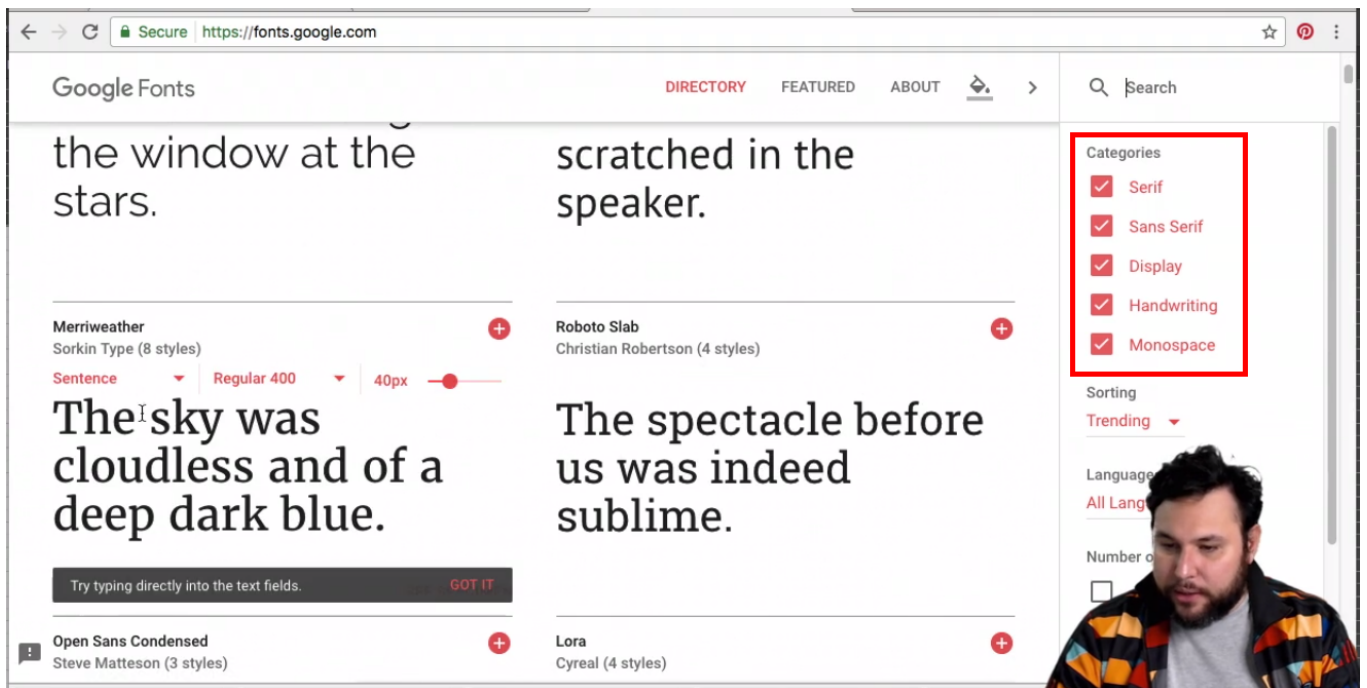 Secure https://fonts.google.com
Google Fonts
DIRECTORY
FEATURED
ABOUT
Search
the window at the
stars.
scratched in the
speaker.
Categories
Serif
Sans Serif
Display
Handwriting
Monospace
Sorting
Trending
Language
All Lang
Number o
Merriweather
Sorkin Type (8 styles)
Sentence
Regular 400
40px
The sky was
cloudless and of a
deep dark blue.
Try typing directly into the text fields.
GOT IT
Roboto Slab
Christian Robertson (4 styles)
The spectacle before
us was indeed
sublime.
Open Sans Condensed
Steve Matteson (3 styles)
Lora
Cyreal (4 styles)